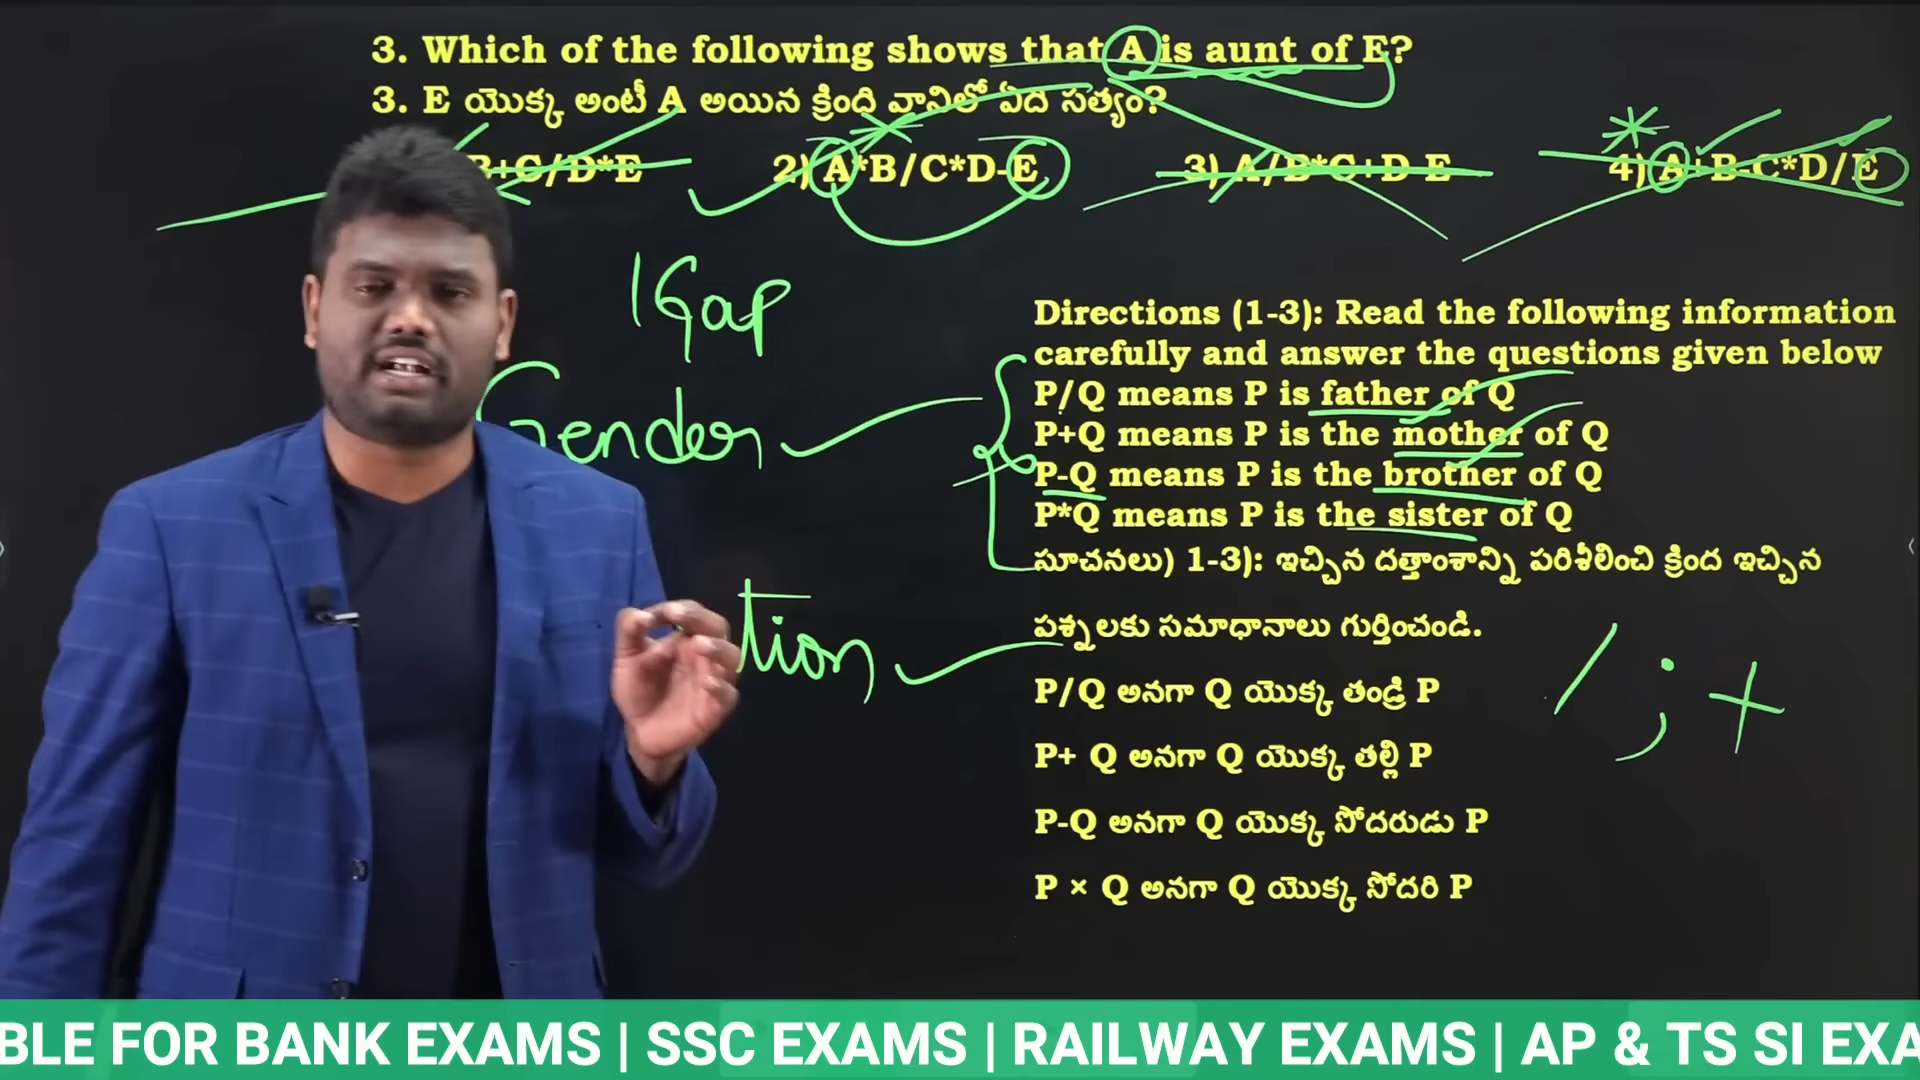 3. Which of the following shows that A is aunt of E?
3. E యొక్క అంటీ A అయిన క్రింది వానిలో ఏది సత్యం?
B+C/D*E 2) A*B/C*D-E 3) A/B*C+D-E 4) A+B-C*D/E
1 Gap
Directions (1-3): Read the following information
carefully and answer the questions given below
P/Q means P is father of Q
Gender
P+Q means P is the mother of Q
P-Q means P is the brother of Q
P*Q means P is the sister of Q
సూచనలు) 1-3): ఇచ్చిన దత్తాంశాన్ని పరిశీలించి క్రింద ఇచ్చిన
ప్రశ్నలకు సమాధానాలు గుర్తించండి.
tion
P/Q అనగా Q యొక్క తండ్రి P
/ ; +
P+ Q అనగా Q యొక్క తల్లి P
P-Q అనగా Q యొక్క సోదరుడు P
P × Q అనగా Q యొక్క సోదరి P
BLE FOR BANK EXAMS | SSC EXAMS | RAILWAY EXAMS | AP & TS SI EXA